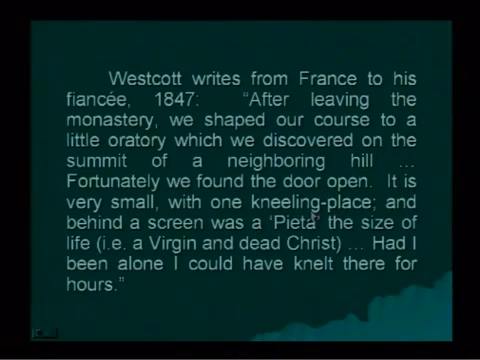 Westcott writes from France to his
fiancée, 1847: “After leaving the
monastery, we shaped our course to a
little oratory which we discovered on the
summit of a neighboring hill ...
Fortunately we found the door open. It is
very small, with one kneeling-place; and
behind a screen was a ‘Pieta’ the size of
life (i.e. a Virgin and dead Christ) ... Had I
been alone I could have knelt there for
hours.”